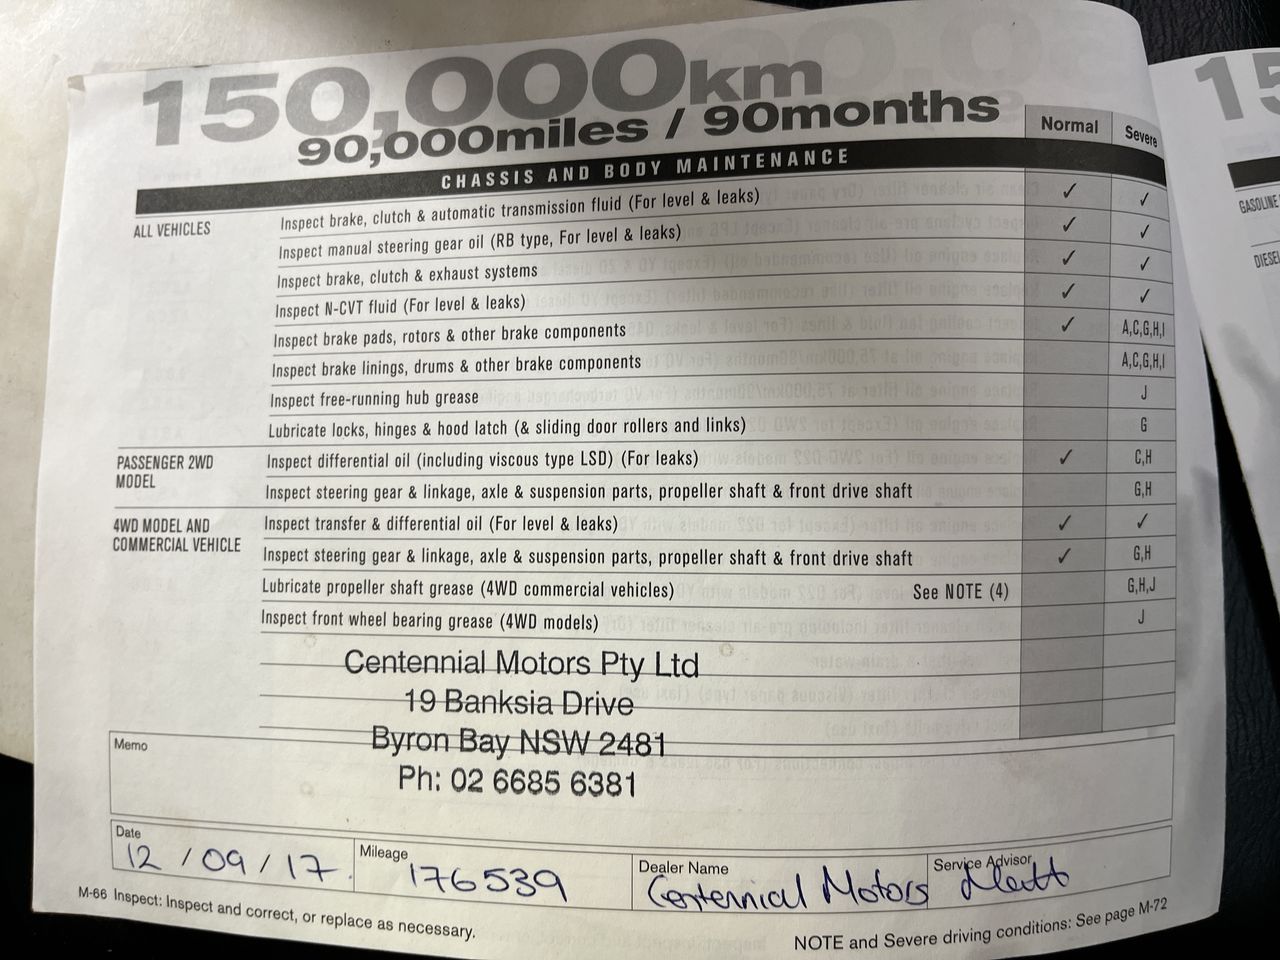 150,000km
90,000miles / 90months
Normal
Severe
CHASSIS AND BODY MAINTENANCE
ALL VEHICLES
Inspect brake, clutch & automatic transmission fluid (For level & leaks) ✓ ✓
Inspect manual steering gear oil (RB type, For level & leaks) ✓ ✓
Inspect brake, clutch & exhaust systems ✓ ✓
Inspect N-CVT fluid (For level & leaks) ✓ ✓
Inspect brake pads, rotors & other brake components ✓ A,C,G,H,I
Inspect brake linings, drums & other brake components A,C,G,H,I
Inspect free-running hub grease J
Lubricate locks, hinges & hood latch (& sliding door rollers and links) G
PASSENGER 2WD
MODEL
Inspect differential oil (including viscous type LSD) (For leaks) ✓ C,H
Inspect steering gear & linkage, axle & suspension parts, propeller shaft & front drive shaft G,H
4WD MODEL AND
COMMERCIAL VEHICLE
Inspect transfer & differential oil (For level & leaks) ✓ ✓
Inspect steering gear & linkage, axle & suspension parts, propeller shaft & front drive shaft ✓ G,H
Lubricate propeller shaft grease (4WD commercial vehicles) See NOTE (4) G,H,J
Inspect front wheel bearing grease (4WD models) J
Centennial Motors Pty Ltd
19 Banksia Drive
Byron Bay NSW 2481
Ph: 02 6685 6381
Memo
Date
12/09/17.
Mileage
176539
Dealer Name
Centennial Motors
Service Advisor
Matt
M-66 Inspect: Inspect and correct, or replace as necessary.
NOTE and Severe driving conditions: See page M-72
15
GASOLINE